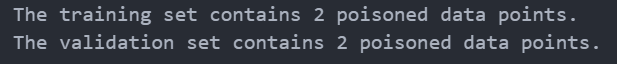 The training set contains 2 poisoned data points.
The validation set contains 2 poisoned data points.